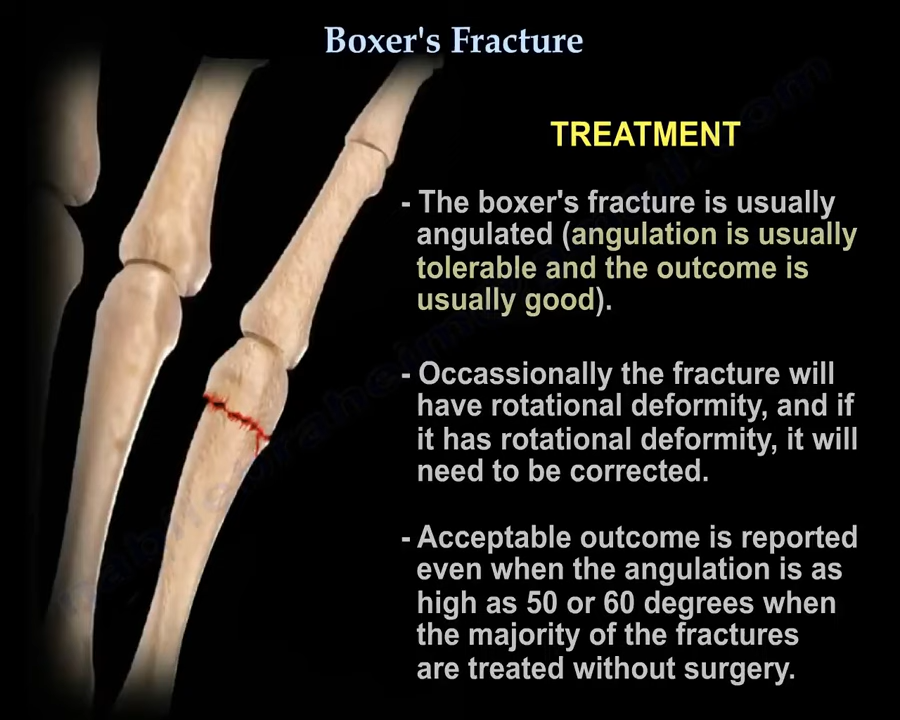 Boxer's Fracture
TREATMENT
- The boxer's fracture is usually
angulated (angulation is usually
tolerable and the outcome is
usually good).
- Occassionally the fracture will
have rotational deformity, and if
it has rotational deformity, it will
need to be corrected.
- Acceptable outcome is reported
even when the angulation is as
high as 50 or 60 degrees when
the majority of the fractures
are treated without surgery.